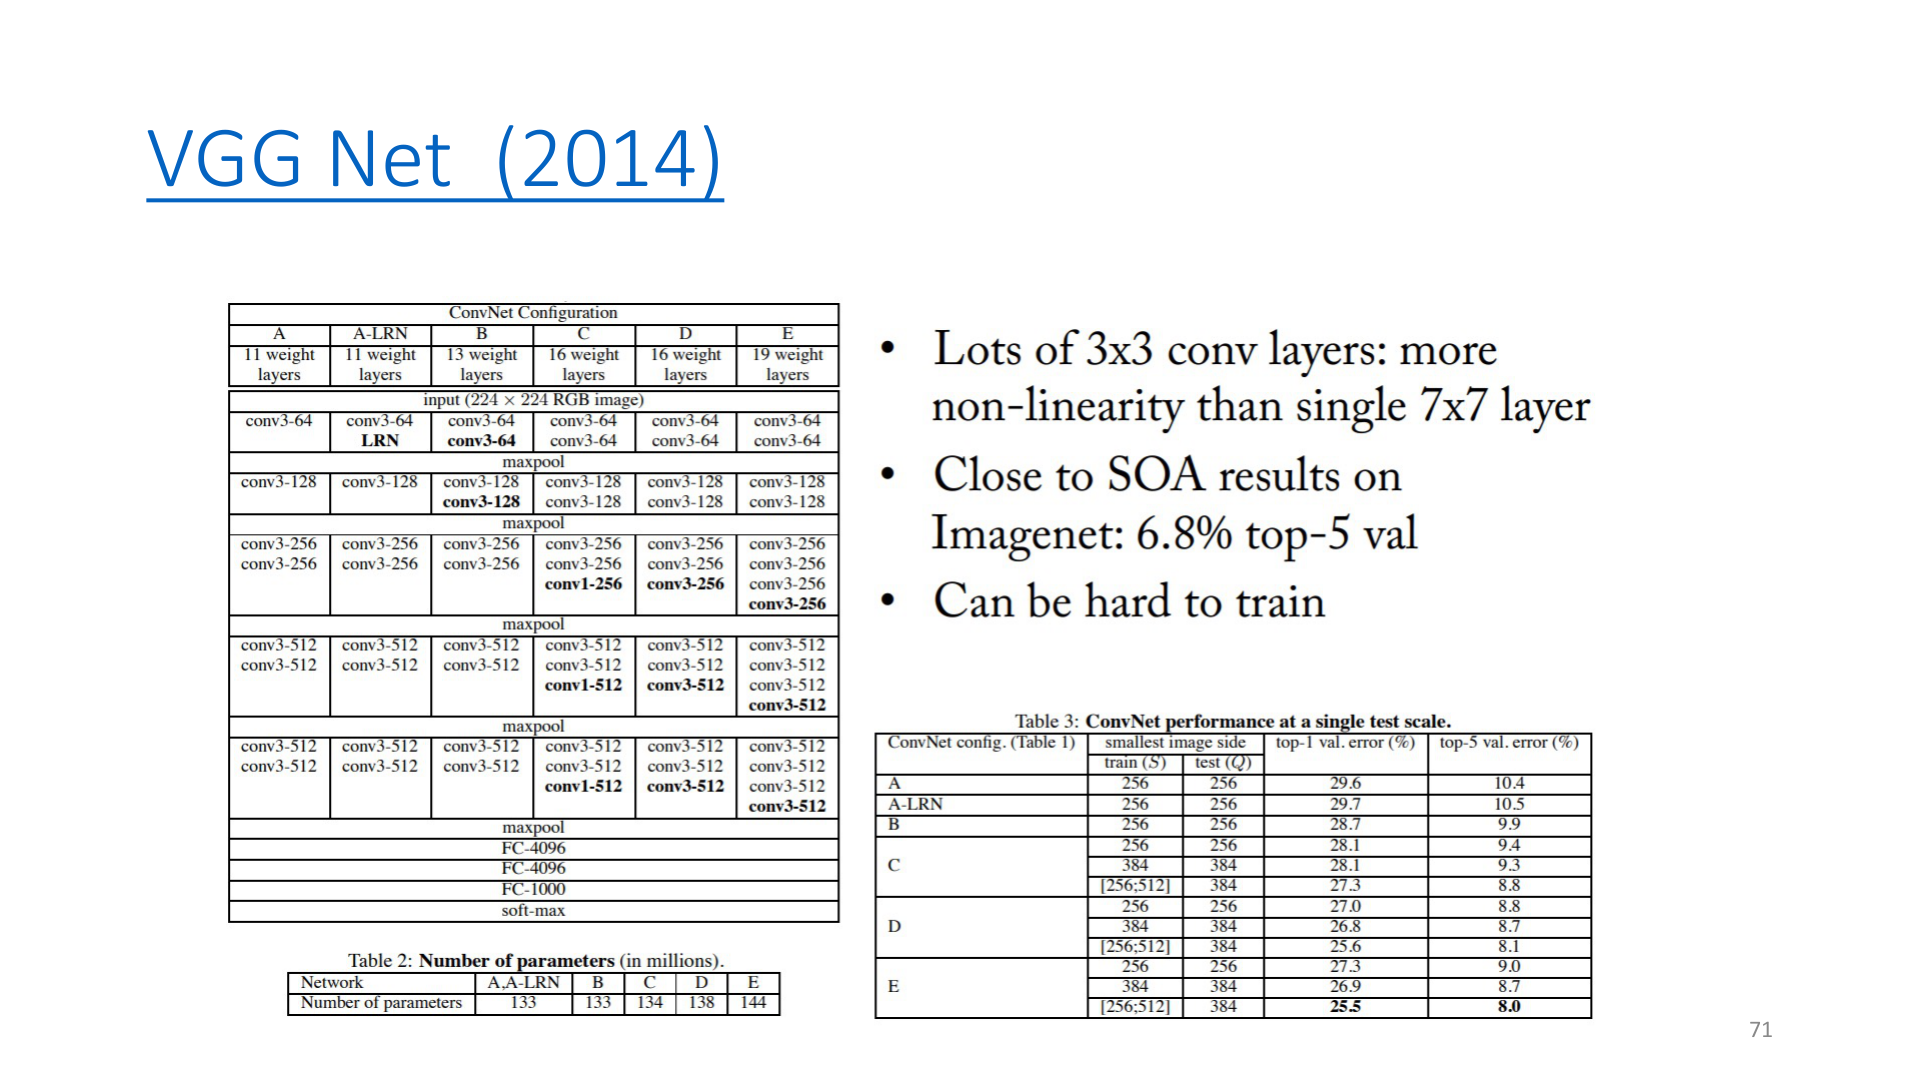 VGG Net (2014)
ConvNet Configuration
A A-LRN B C D E
11 weight layers 11 weight layers 13 weight layers 16 weight layers 16 weight layers 19 weight layers
input (224 × 224 RGB image)
conv3-64 conv3-64 conv3-64 conv3-64 conv3-64 conv3-64
LRN conv3-64 conv3-64 conv3-64 conv3-64
maxpool
conv3-128 conv3-128 conv3-128 conv3-128 conv3-128 conv3-128
conv3-128 conv3-128 conv3-128 conv3-128
maxpool
conv3-256 conv3-256 conv3-256 conv3-256 conv3-256 conv3-256
conv3-256 conv3-256 conv3-256 conv3-256 conv3-256 conv3-256
conv1-256 conv3-256 conv3-256
conv3-256
maxpool
conv3-512 conv3-512 conv3-512 conv3-512 conv3-512 conv3-512
conv3-512 conv3-512 conv3-512 conv3-512 conv3-512 conv3-512
conv1-512 conv3-512 conv3-512
conv3-512
maxpool
conv3-512 conv3-512 conv3-512 conv3-512 conv3-512 conv3-512
conv3-512 conv3-512 conv3-512 conv3-512 conv3-512 conv3-512
conv1-512 conv3-512 conv3-512
conv3-512
maxpool
FC-4096
FC-4096
FC-1000
soft-max
Table 2: Number of parameters (in millions).
Network A,A-LRN B C D E
Number of parameters 133 133 134 138 144
• Lots of 3x3 conv layers: more
non-linearity than single 7x7 layer
• Close to SOA results on
Imagenet: 6.8% top-5 val
• Can be hard to train
Table 3: ConvNet performance at a single test scale.
ConvNet config. (Table 1) smallest image side top-1 val. error (%) top-5 val. error (%)
train (S) test (Q)
A 256 256 29.6 10.4
A-LRN 256 256 29.7 10.5
B 256 256 28.7 9.9
C 256 256 28.1 9.4
384 384 28.1 9.3
[256;512] 384 27.3 8.8
D 256 256 27.0 8.8
384 384 26.8 8.7
[256;512] 384 25.6 8.1
E 256 256 27.3 9.0
384 384 26.9 8.7
[256;512] 384 25.5 8.0
71